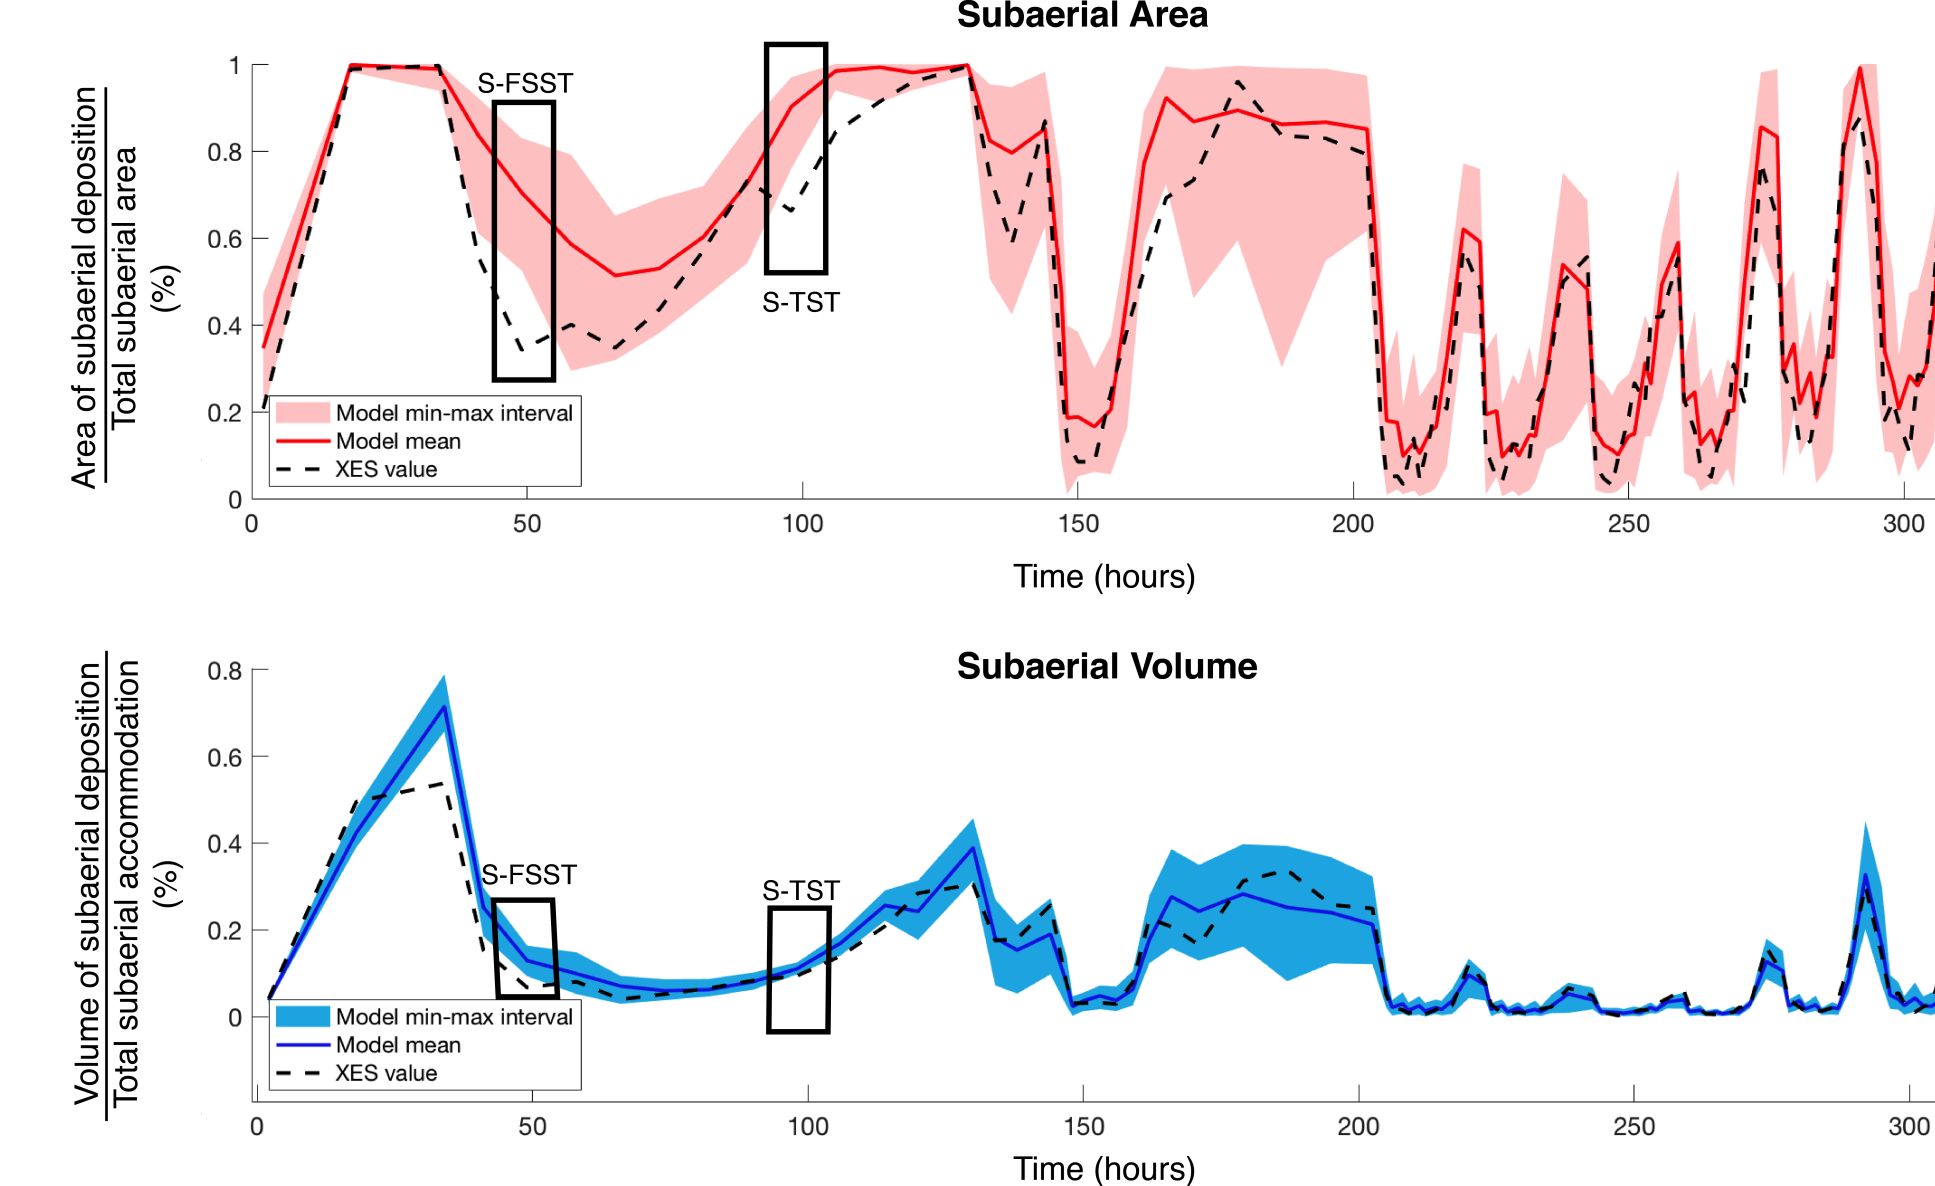 Subaerial Area
Area of subaerial deposition
Total subaerial area
(%)
1
0.8
0.6
0.4
0.2
0
S-FSST
S-TST
Model min-max interval
Model mean
XES value
0 50 100 150 200 250 300
Time (hours)
Subaerial Volume
Volume of subaerial deposition
Total subaerial accommodation
(%)
0.8
0.6
0.4
0.2
0
S-FSST
S-TST
Model min-max interval
Model mean
XES value
0 50 100 150 200 250 300
Time (hours)